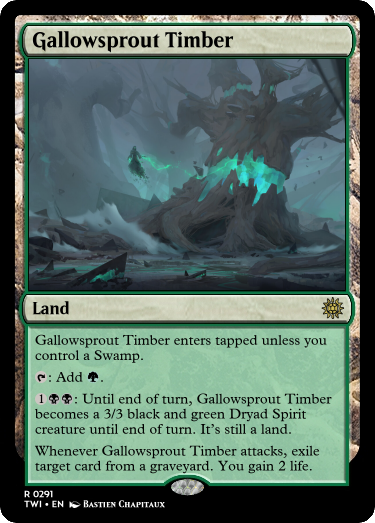 Gallowsprout Timber
Land
Gallowsprout Timber enters tapped unless you
control a Swamp.
: Add .
1: Until end of turn, Gallowsprout Timber
becomes a 3/3 black and green Dryad Spirit
creature until end of turn. It's still a land.
Whenever Gallowsprout Timber attacks, exile
target card from a graveyard. You gain 2 life.
R 0291
TWI • EN Bastien Chapitaux